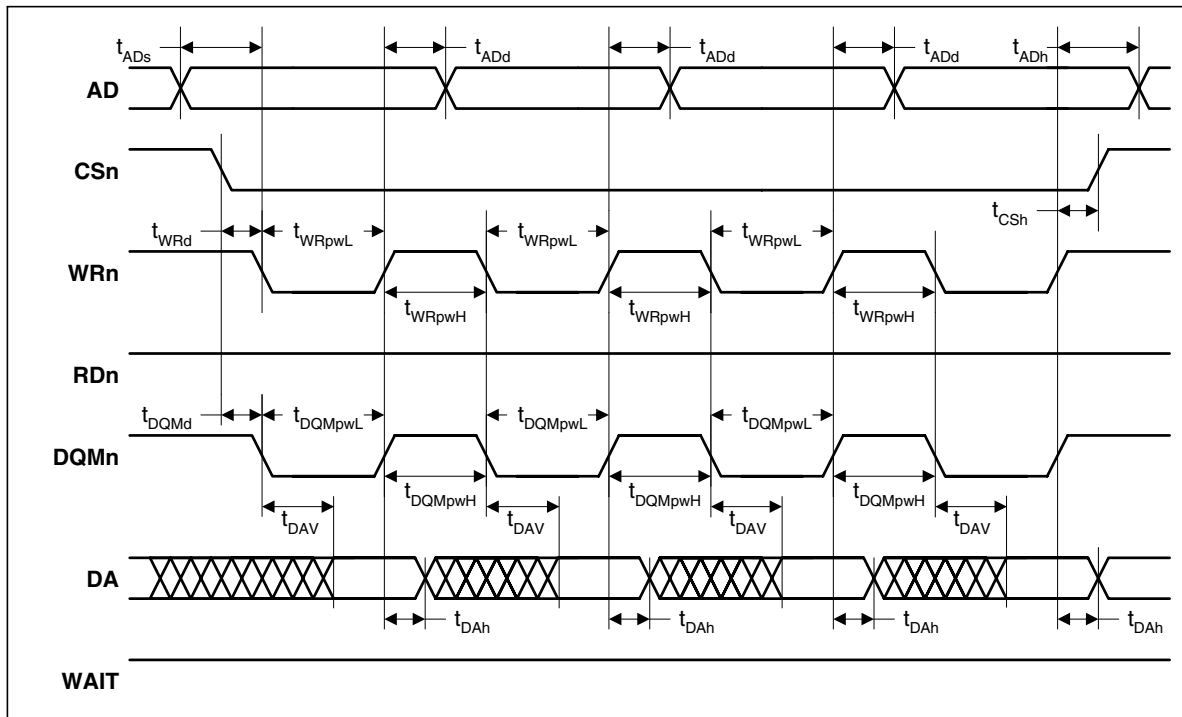 tADs tADd tADd tADd tADh
AD
CSn
tCSh
tWRd tWRpwL tWRpwL tWRpwL
WRn
tWRpwH tWRpwH tWRpwH
RDn
tDQMd tDQMpwL tDQMpwL tDQMpwL
DQMn
tDQMpwH tDQMpwH tDQMpwH
tDAV tDAV tDAV tDAV
DA
tDAh tDAh tDAh tDAh
WAIT